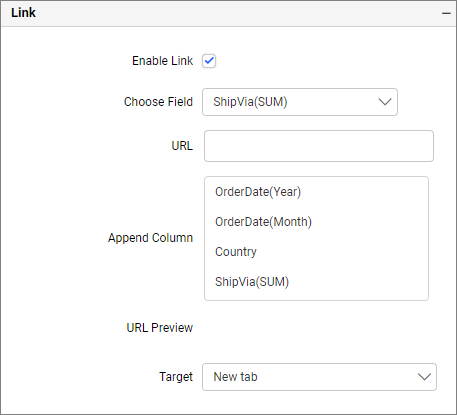 Link
Enable Link
Choose Field ShipVia(SUM)
URL
OrderDate(Year)
OrderDate(Month)
Append Column
Country
ShipVia(SUM)
URL Preview
Target New tab